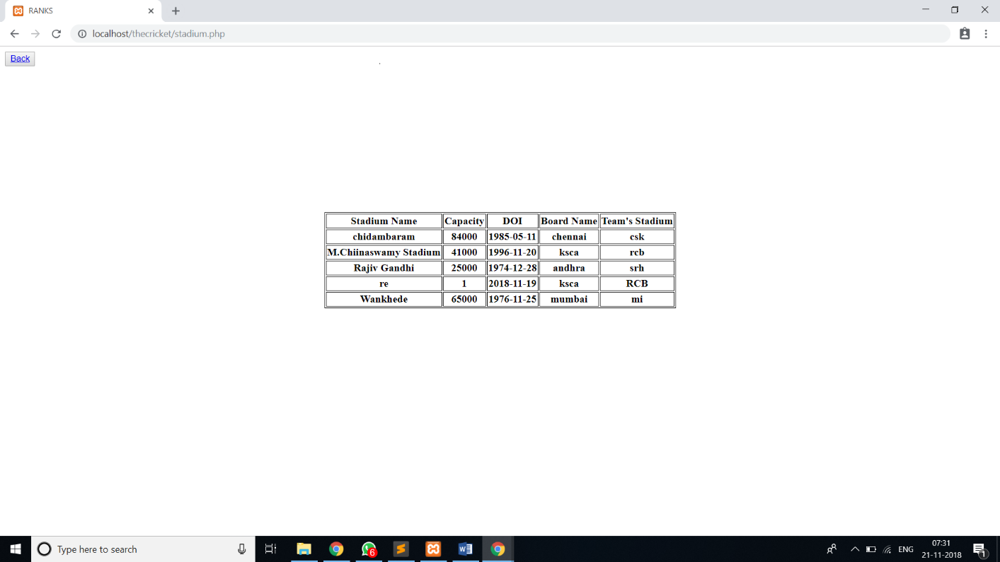 RANKS
localhost/thecricket/stadium.php
Back
Stadium Name Capacity DOI Board Name Team's Stadium
chidambaram 84000 1985-05-11 chennai csk
M.Chiinaswamy Stadium 41000 1996-11-20 ksca rcb
Rajiv Gandhi 25000 1974-12-28 andhra srh
re 1 2018-11-19 ksca RCB
Wankhede 65000 1976-11-25 mumbai mi
Type here to search 6 ENG 07:31
21-11-2018 1